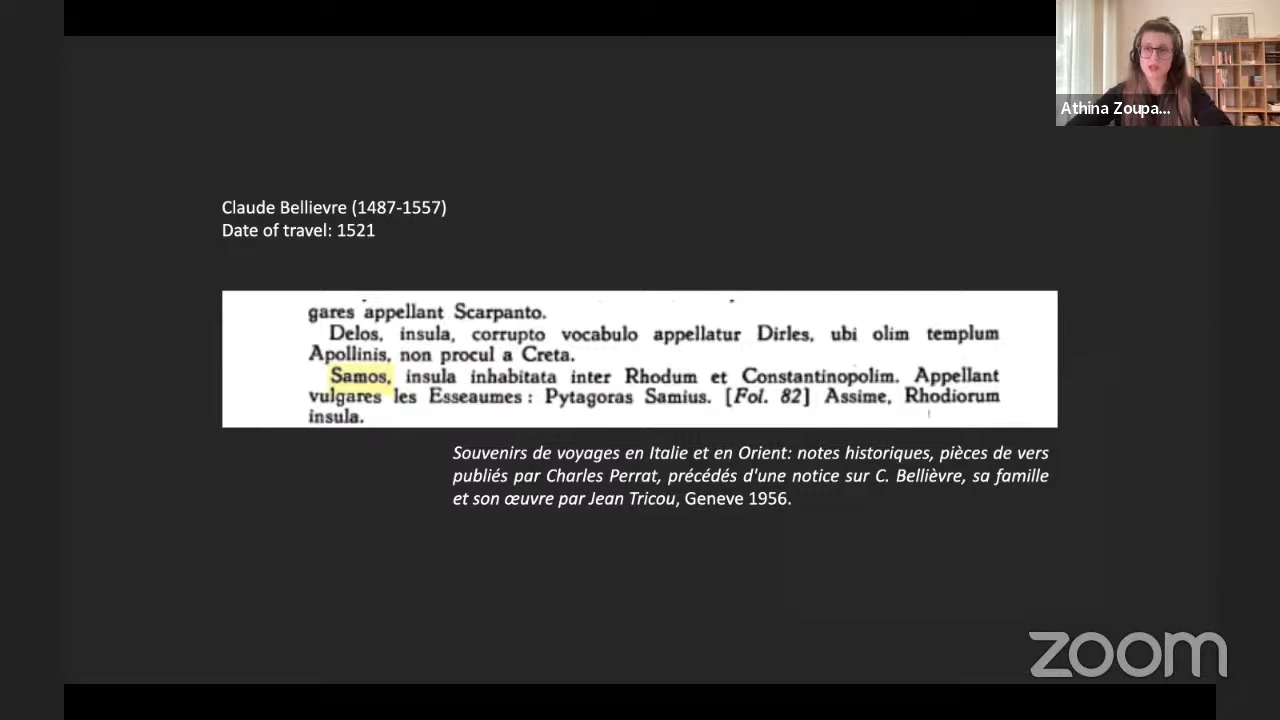 Athina Zoupa...
Claude Bellievre (1487-1557)
Date of travel: 1521
gares appellant Scarpanto.
Delos, insula, corrupto vocabulo appellatur Dirles, ubi olim templum
Apollinis, non procul a Creta.
Samos, insula inhabitata inter Rhodum et Constantinopolim. Appellant
vulgares les Esseaumes : Pytagoras Samius. [Fol. 82] Assime, Rhodiorum
insula.
Souvenirs de voyages en Italie et en Orient: notes historiques, pièces de vers
publiés par Charles Perrat, précédés d'une notice sur C. Bellièvre, sa famille
et son œuvre par Jean Tricou, Geneve 1956.
zoom